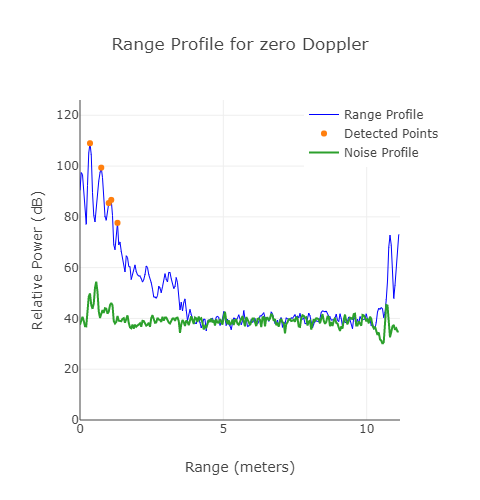 Range Profile for zero Doppler
Range Profile
Detected Points
Noise Profile
120
100
80
60
40
20
0
Relative Power (dB)
0
5
10
Range (meters)